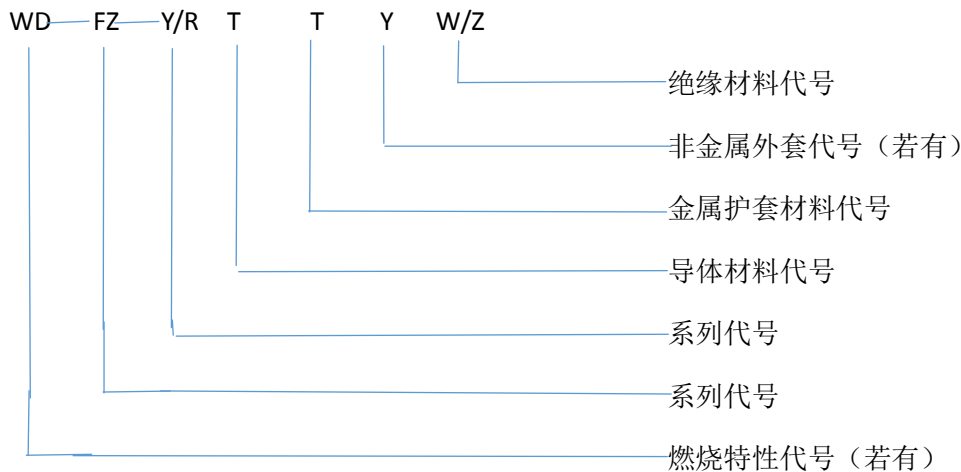 WD FZ Y/R T T Y W/Z
绝缘材料代号
非金属外套代号（若有）
金属护套材料代号
导体材料代号
系列代号
系列代号
燃烧特性代号（若有）